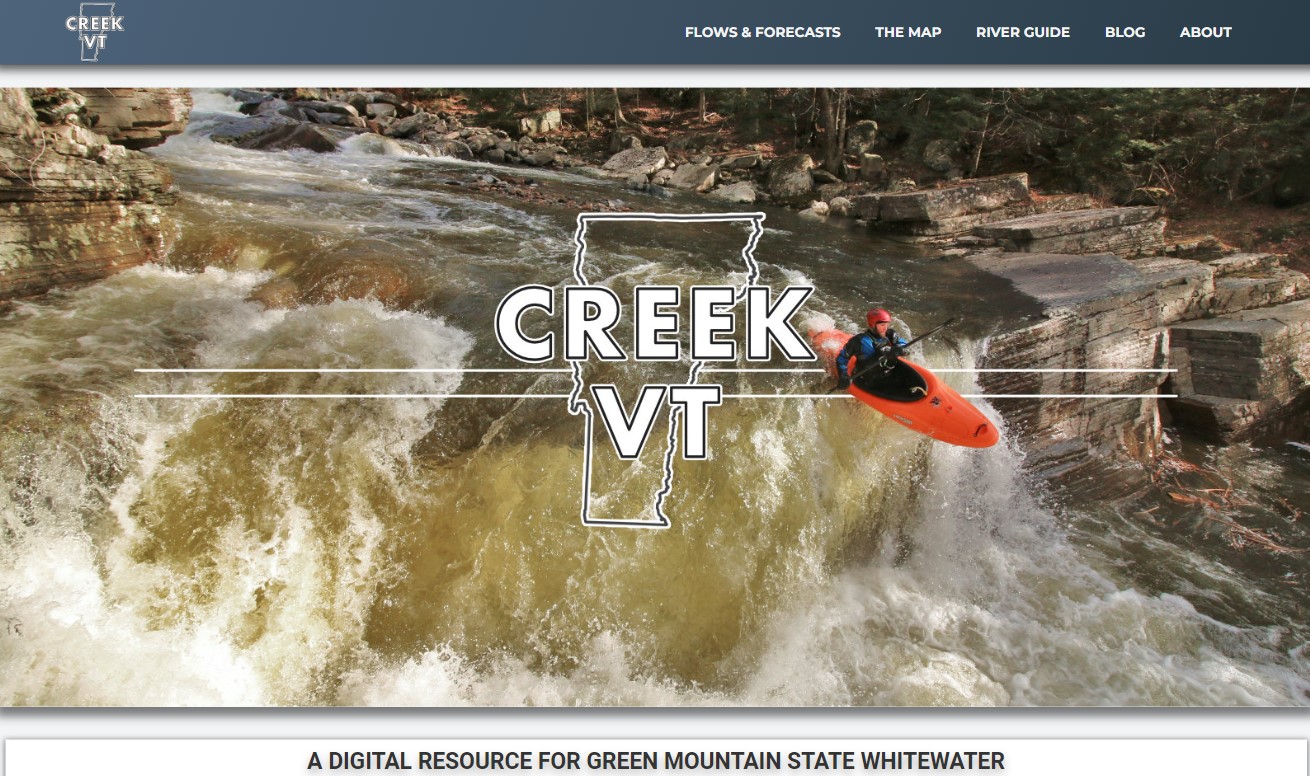 CREEK
VT
FLOWS & FORECASTS
THE MAP
RIVER GUIDE
BLOG
ABOUT
CREEK
VT
A DIGITAL RESOURCE FOR GREEN MOUNTAIN STATE WHITEWATER